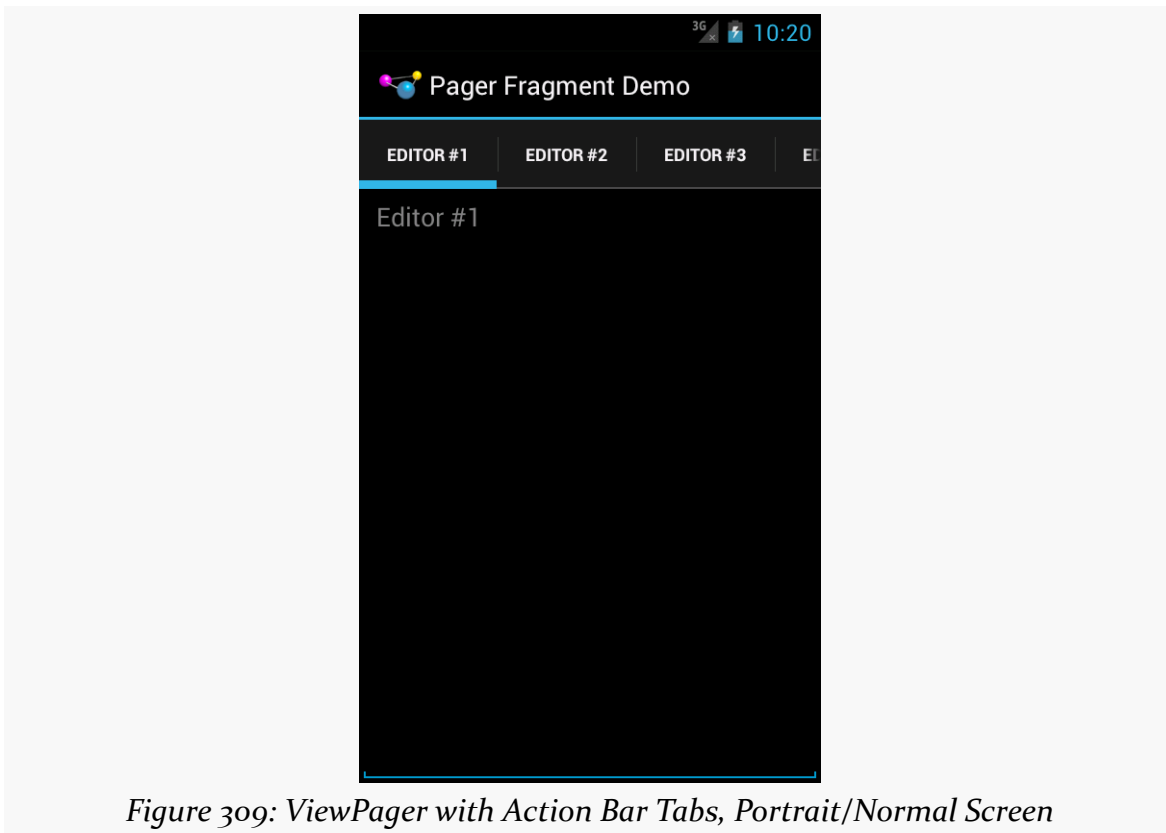 3G 10:20
Pager Fragment Demo
EDITOR #1 EDITOR #2 EDITOR #3 ED
Editor #1
Figure 309: ViewPager with Action Bar Tabs, Portrait/Normal Screen